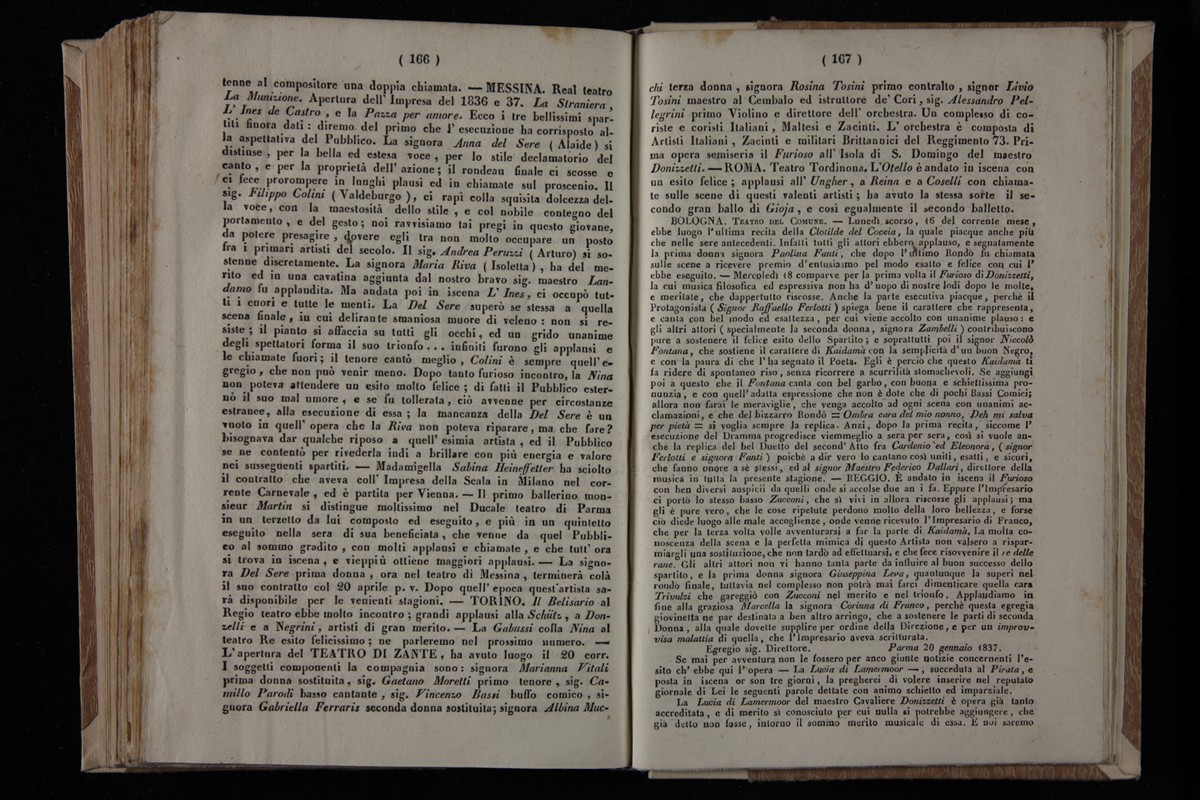 ( 166 )
tenne al compositore una doppia chiamata. — MESSINA. Real teatro
La Munizione. Apertura dell' Impresa del 1836 e 37. La Straniera,
L' Ines de Castro, e la Pazza per amore. Ecco i tre bellissimi spar-
titi finora dati: diremo del primo che l' esecuzione ha corrisposto al-
la aspettativa del Pubblico. La signora Anna del Sere ( Alaide ) si
distinse, per la bella ed estesa voce, per lo stile declamatorio del
canto, e per la proprietà dell' azione; il rondeau finale ci scosse e
ci fece prorompere in lunghi plausi ed in chiamate sul proscenio. Il
sig. Filippo Colini ( Valdeburgo ), ci rapì colla squisita dolcezza del-
la voce, con la maestosità dello stile, e col nobile contegno del
portamento, e del gesto; noi ravvisiamo tai pregi in questo giovane,
da potere presagire, dovere egli tra non molto occupare un posto
fra i primari artisti del secolo. Il sig. Andrea Peruzzi ( Arturo ) si so-
stenne discretamente. La signora Maria Riva ( Isoletta ), ha del me-
rito ed in una cavatina aggiunta dal nostro bravo sig. maestro Lan-
damo fu applaudita. Ma andata poi in iscena L' Ines, ci occupò tut-
ti i cuori e tutte le menti. La Del Sere superò se stessa a quella
scena finale, in cui delirante smaniosa muore di veleno: non si re-
siste; il pianto si affaccia su tutti gli occhi, ed un grido unanime
degli spettatori forma il suo trionfo... infiniti furono gli applausi e
le chiamate fuori; il tenore cantò meglio, Colini è sempre quell' e-
gregio, che non può venir meno. Dopo tanto furioso incontro, la Nina
non poteva attendere un esito molto felice; di fatti il Pubblico ester-
nò il suo mal umore, e se fu tollerata, ciò avvenne per circostanze
estranee, alla esecuzione di essa; la mancanza della Del Sere è un
vuoto in quell' opera che la Riva non poteva riparare, ma che fare?
bisognava dar qualche riposo a quell' esimia artista, ed il Pubblico
se ne contentò per rivederla indi a brillare con più energia e valore
nei susseguenti spartiti. — Madamigella Sabina Heineffetter ha sciolto
il contratto che aveva coll' Impresa della Scala in Milano nel cor-
rente Carnevale, ed è partita per Vienna. — Il primo ballerino mon-
sieur Martin si distingue moltissimo nel Ducale teatro di Parma
in un terzetto da lui composto ed eseguito, e più in un quintetto
eseguito nella sera di sua beneficiata, che venne da quel Pubbli-
co al sommo gradito, con molti applausi e chiamate, e che tutt' ora
si trova in iscena, e vieppiù ottiene maggiori applausi. — La signo-
ra Del Sere prima donna, ora nel teatro di Messina, terminerà colà
il suo contratto col 20 aprile p. v. Dopo quell' epoca quest'artista sa-
rà disponibile per le venienti stagioni. — TORINO. Il Belisario al
Regio teatro ebbe molto incontro; grandi applausi alla Schütz, a Don-
zelli e a Negrini, artisti di gran merito. — La Gabussi colla Nina al
teatro Re esito felicissimo; ne parleremo nel prossimo numero. —
L' apertura del TEATRO DI ZANTE, ha avuto luogo il 20 corr.
I soggetti componenti la compagnia sono: signora Marianna Vitali
prima donna sostituita, sig. Gaetano Moretti primo tenore, sig. Ca-
millo Parodi basso cantante, sig. Vincenzo Bassi buffo comico, si-
gnora Gabriella Ferraris seconda donna sostituita; signora Albina Muc-
( 167 )
chi terza donna, signora Rosina Tosini primo contralto, signor Livio
Tosini maestro al Cembalo ed istruttore de' Cori, sig. Alessandro Pel-
legrini primo Violino e direttore dell' orchestra. Un complesso di co-
riste e coristi Italiani, Maltesi e Zacinti. L' orchestra è composta di
Artisti Italiani, Zacinti e militari Brittannici del Reggimento 73. Pri-
ma opera semiseria il Furioso all' Isola di S. Domingo del maestro
Donizzetti. — ROMA. Teatro Tordinona. L'Otello è andato in iscena con
un esito felice; applausi all' Ungher, a Reina e a Coselli con chiama-
te sulle scene di questi valenti artisti; ha avuto la stessa sorte il se-
condo gran ballo di Gioja, e così egualmente il secondo balletto.
BOLOGNA. TEATRO DEL COMUNE. — Lunedì scorso, 16 del corrente mese,
ebbe luogo l'ultima recita della Clotilde del Coccia, la quale piacque anche più
che nelle sere antecedenti. Infatti tutti gli attori ebbero applauso, e segnatamente
la prima donna signora Paolina Fanti, che dopo l'ultimo Rondò fu chiamata
sulle scene a ricevere premio d'entusiasmo pel modo esatto e felice con cui l'
ebbe eseguito. — Mercoledì 18 comparve per la prima volta il Furioso di Donizzetti,
la cui musica filosofica ed espressiva non ha d'uopo di nostre lodi dopo le molte,
e meritate, che dappertutto riscosse. Anche la parte esecutiva piacque, perchè il
Protagonista ( Signor Raffaello Ferlotti ) spiega bene il carattere che rappresenta,
e canta con bel modo ed esattezza, per cui viene accolto con unanime plauso: e
gli altri attori ( specialmente la seconda donna, signora Zambelli ) contribuiscono
pure a sostenere il felice esito dello Spartito; e soprattutti poi il signor Niccolò
Fontana, che sostiene il carattere di Kaidamà con la semplicità d'un buon Negro,
e con la paura di che l'ha segnato il Poeta. Egli è perciò che questo Kaidamà ti
fa ridere di spontaneo riso, senza ricorrere a scurrilità stomachevoli. Se aggiungi
poi a questo che il Fontana canta con bel garbo, con buona e schiettissima pro-
nunzia, e con quell'adatta espressione che non è dote che di pochi Bassi Comici;
allora non farai le meraviglie, che venga accolto ad ogni scena con unanimi ac-
clamazioni, e che del bizzarro Rondò = Ombra cara del mio nonno, Deh mi salva
per pietà = si voglia sempre la replica. Anzi, dopo la prima recita, siccome l'
esecuzione del Dramma progredisce viemmeglio a sera per sera, così si vuole an-
che la replica del bel Duetto del second' Atto fra Cardenio ed Eleonora, ( signor
Ferlotti e signora Fanti ) poichè a dir vero lo cantano così uniti, esatti, e sicuri,
che fanno onore a sè stessi, ed al signor Maestro Federico Dallari, direttore della
musica in tutta la presente stagione. — REGGIO. È andato in iscena il Furioso
con ben diversi auspicii da quelli onde si accolse due an i fa. Eppure l'Impresario
ci portò lo stesso basso Zucconi, che sì vivi in allora riscosse gli applausi; ma
gli è pure vero, che le cose ripetute perdono molto della loro bellezza, e forse
ciò diede luogo alle male accoglienze, onde venne ricevuto l'Impresario di Franco,
che per la terza volta volle avventurarsi a far la parte di Kaidamà. La molta co-
noscenza della scena e la perfetta mimica di questo Artista non valsero a rispar-
miargli una sostituzione, che non tardò ad effettuarsi, e che fece risovvenire il re delle
rane. Gli altri attori non vi hanno tanta parte da influire al buon successo dello
spartito, e la prima donna signora Giuseppina Leva, quantunque la superi nel
rondo finale, tuttavia nel complesso non potrà mai farci dimenticare quella cara
Trivulzi che gareggiò con Zucconi nel merito e nel trionfo. Applaudiamo in
fine alla graziosa Marcella la signora Corinna di Franco, perchè questa egregia
giovinetta ne par destinata a ben altro arringo, che a sostenere le parti di seconda
Donna, alla quale dovette supplire per ordine della Direzione, e per un improv-
visa malattia di quella, che l'Impresario aveva scritturata.
Egregio sig. Direttore. Parma 20 gennaio 1837.
Se mai per avventura non le fossero per anco giunte notizie concernenti l'e-
sito ch' ebbe qui l'opera — La Lucia di Lamermoor —, succeduta al Pirata, e
posta in iscena or son tre giorni, la pregherei di volere inserire nel reputato
giornale di Lei le seguenti parole dettate con animo schietto ed imparziale.
La Lucia di Lamermoor del maestro Cavaliere Donizzetti è opera già tanto
accreditata, e di merito sì conosciuto per cui nulla si potrebbe aggiungere, che
già detto non fosse, intorno il sommo merito musicale di essa. E noi saremo